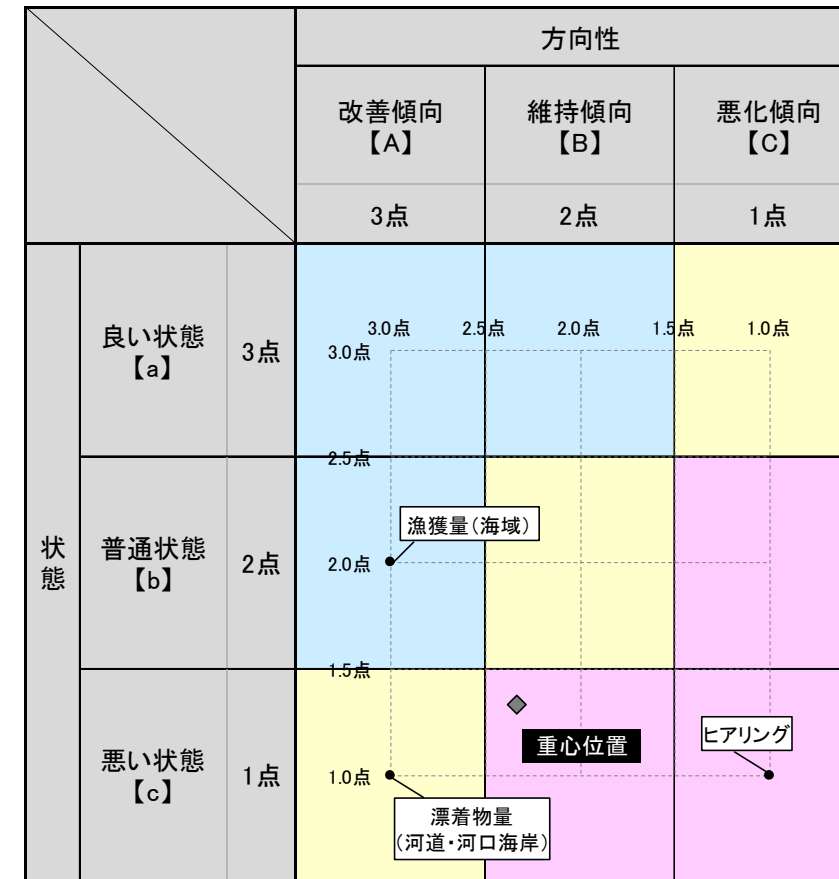 方向性
改善傾向
【A】
維持傾向
【B】
悪化傾向
【C】
3点
2点
1点
状
態
良い状態
【a】
3点
3.0点
2.5点
2.0点
1.5点
1.0点
3.0点
2.5点
普通状態
【b】
2点
漁獲量(海域)
2.0点
1.5点
悪い状態
【c】
1点
重心位置
ヒアリング
1.0点
漂着物量
(河道・河口海岸)